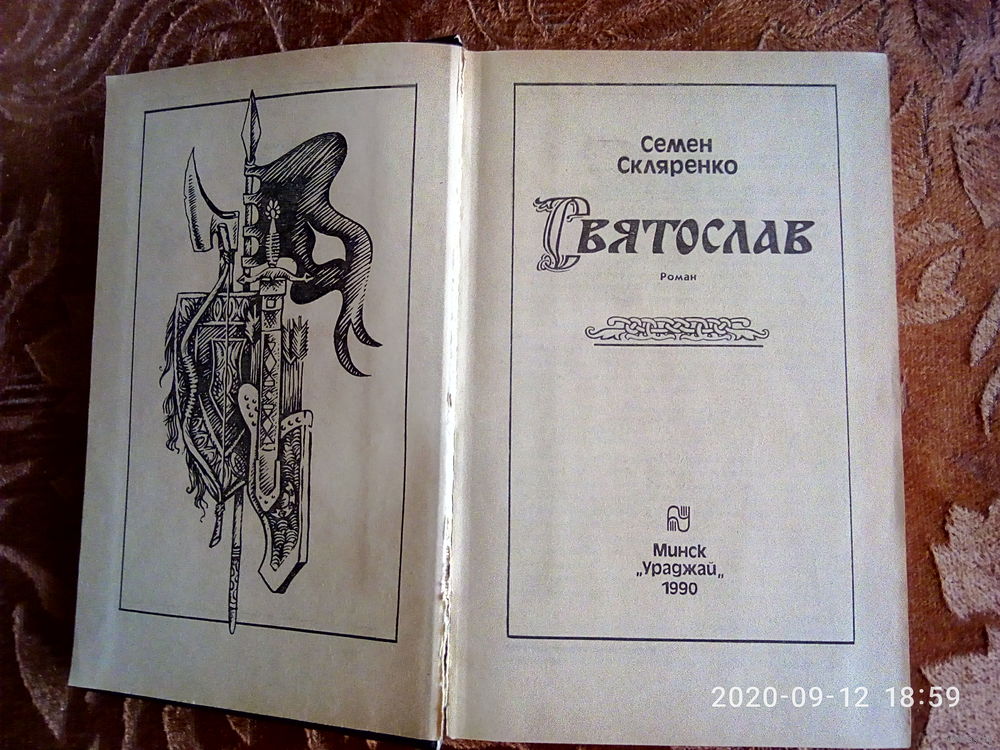 Семен
Скляренко
Святослав
Роман
Минск
„Ураджай„
1990
2020-09-12 18:59